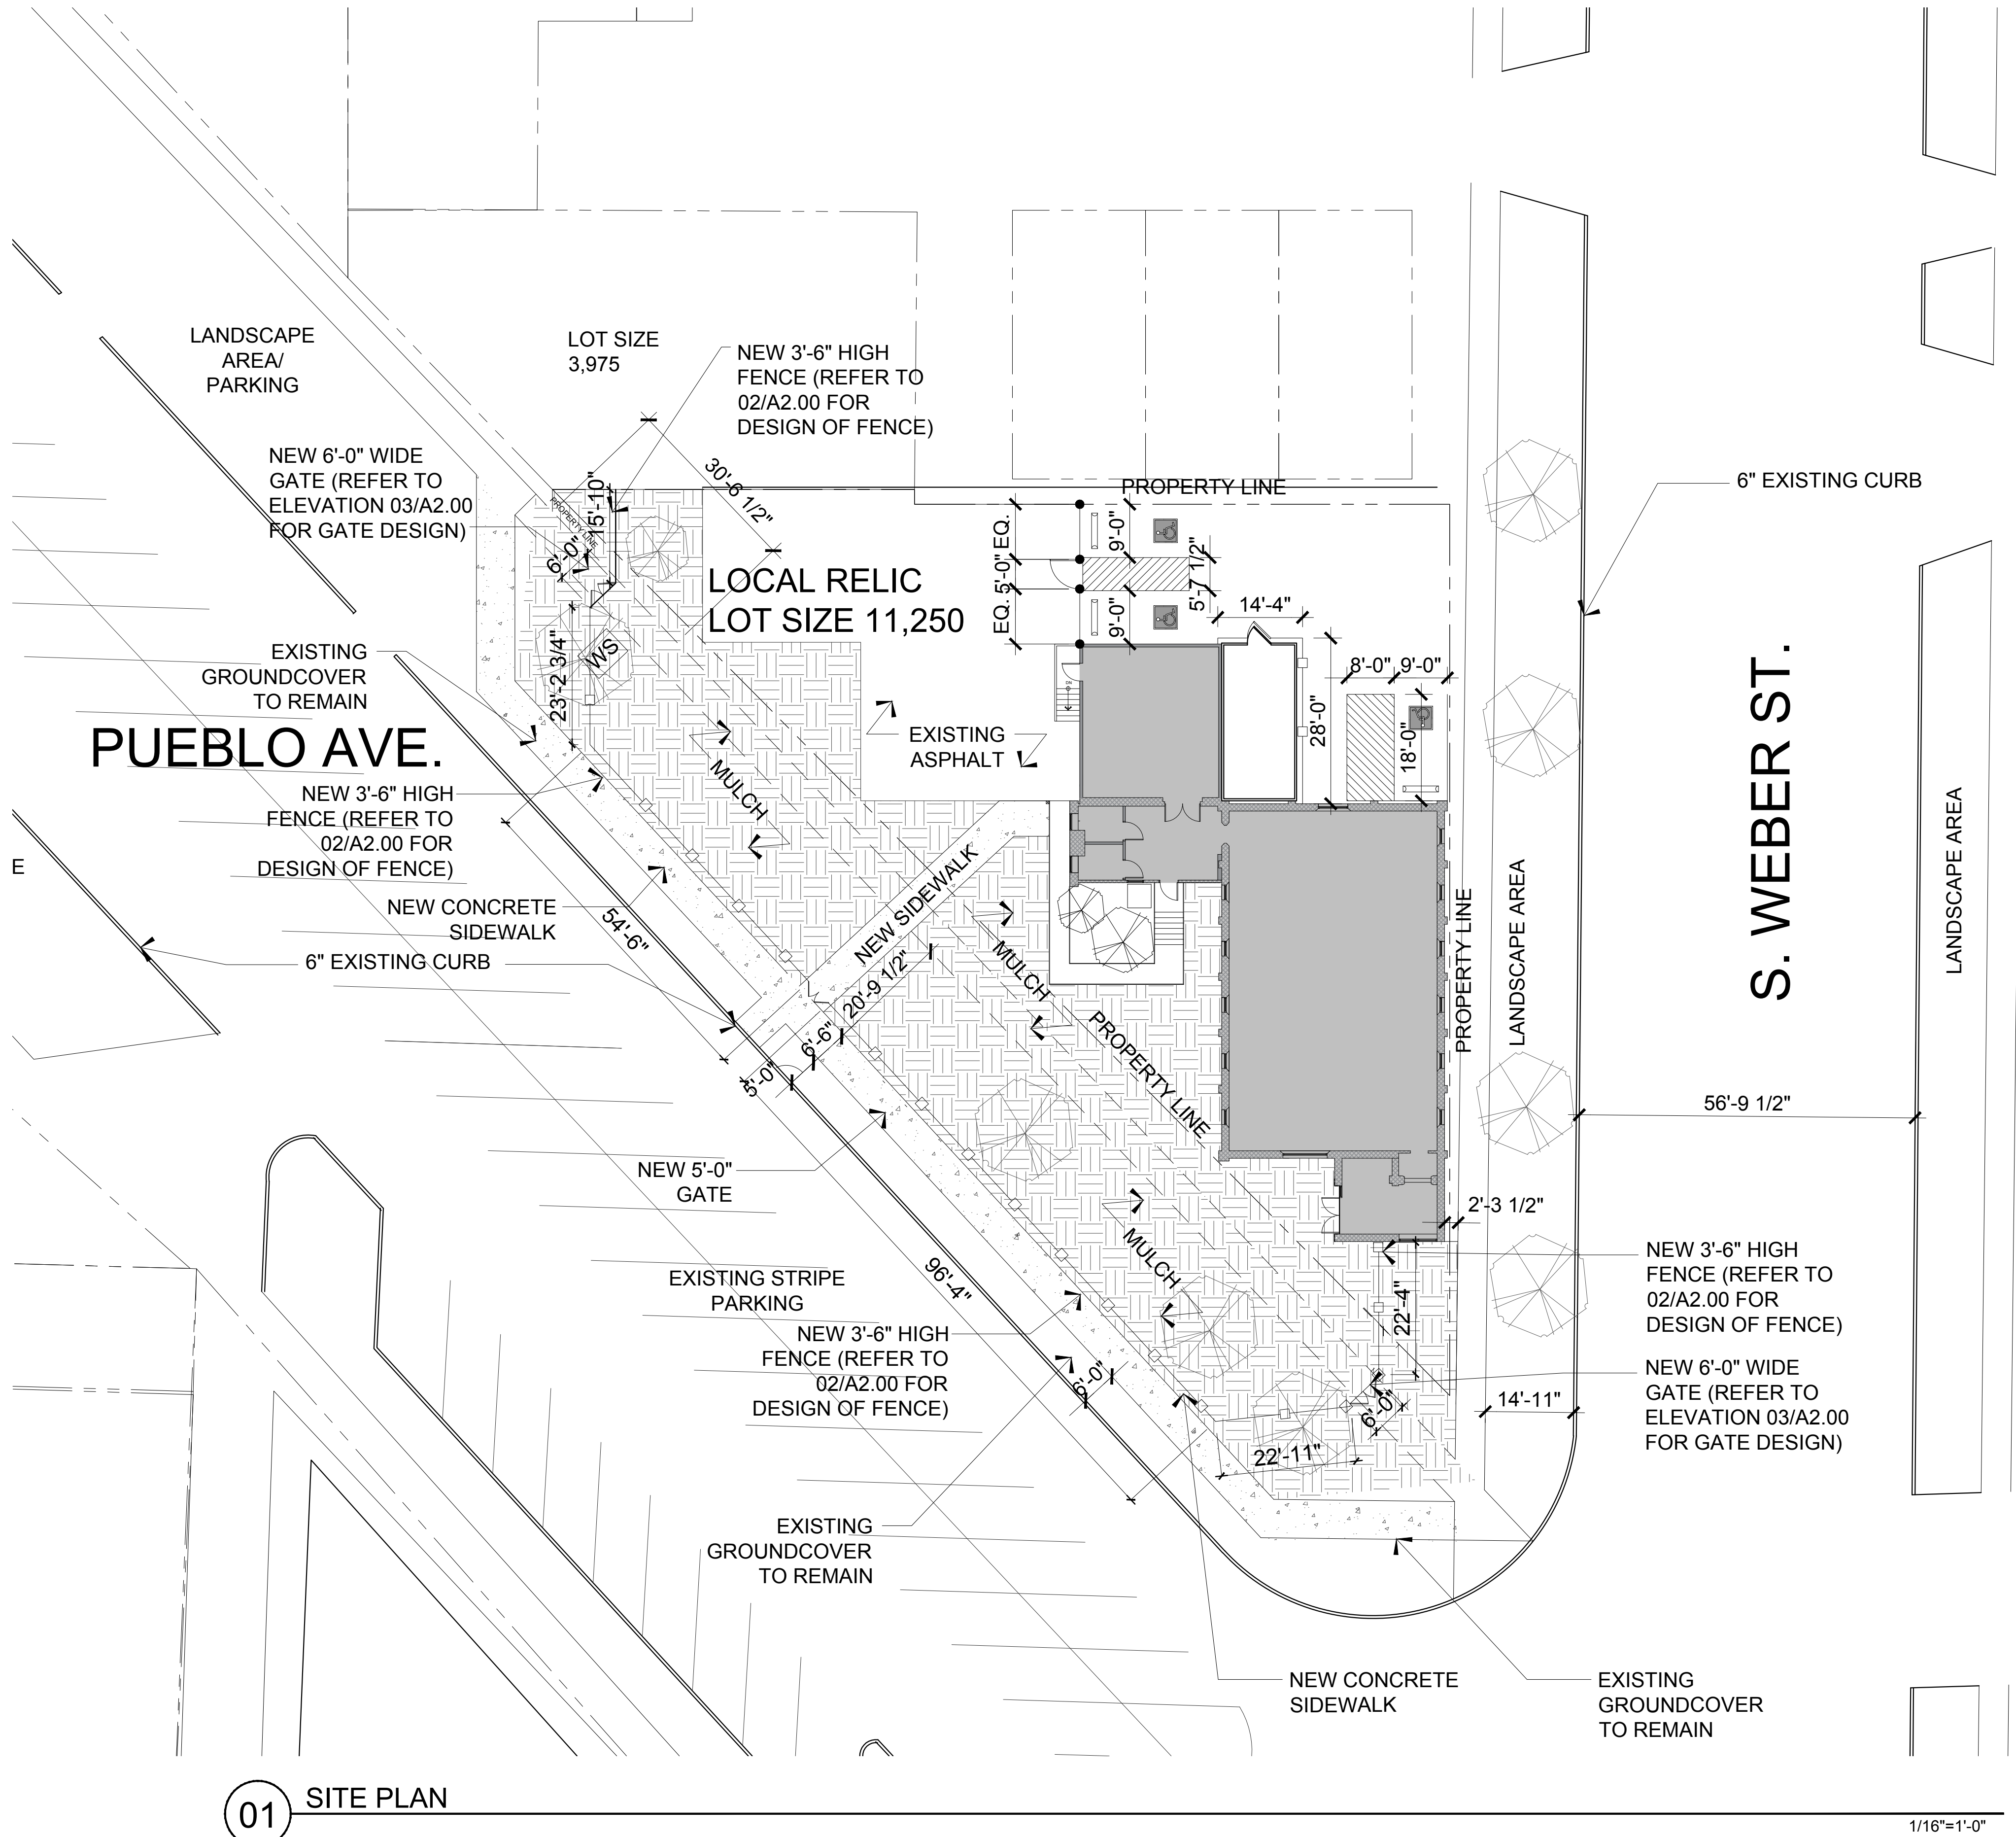 LANDSCAPE
AREA/
PARKING
LOT SIZE
3,975
NEW 3'-6" HIGH
FENCE (REFER TO
02/A2.00 FOR
DESIGN OF FENCE)
NEW 6'-0" WIDE
GATE (REFER TO
ELEVATION 03/A2.00
FOR GATE DESIGN)
PROPERTY LINE
15'-10"
30'-6 1/2"
6'-0"
PROPERTY LINE
6" EXISTING CURB
LOCAL RELIC
LOT SIZE 11,250
EQ. 5'-0" EQ.
9'-0"
9'-0"
5'-7 1/2"
14'-4"
EXISTING
GROUNDCOVER
TO REMAIN
23'-2 3/4"
WS
8'-0"
9'-0"
28'-0"
18'-0"
DN
PUEBLO AVE.
EXISTING
ASPHALT
MULCH
S. WEBER ST.
NEW 3'-6" HIGH
FENCE (REFER TO
02/A2.00 FOR
DESIGN OF FENCE)
E
NEW CONCRETE
SIDEWALK
6" EXISTING CURB
54'-6"
NEW SIDEWALK
20'-9 1/2"
6'-6"
5'-0"
MULCH
PROPERTY LINE
PROPERTY LINE
LANDSCAPE AREA
LANDSCAPE AREA
56'-9 1/2"
NEW 5'-0"
GATE
96'-4"
MULCH
2'-3 1/2"
EXISTING STRIPE
PARKING
NEW 3'-6" HIGH
FENCE (REFER TO
02/A2.00 FOR
DESIGN OF FENCE)
6'-0"
22'-4"
NEW 3'-6" HIGH
FENCE (REFER TO
02/A2.00 FOR
DESIGN OF FENCE)
NEW 6'-0" WIDE
GATE (REFER TO
ELEVATION 03/A2.00
FOR GATE DESIGN)
14'-11"
6'-0"
22'-11"
EXISTING
GROUNDCOVER
TO REMAIN
NEW CONCRETE
SIDEWALK
EXISTING
GROUNDCOVER
TO REMAIN
01
SITE PLAN
1/16"=1'-0"